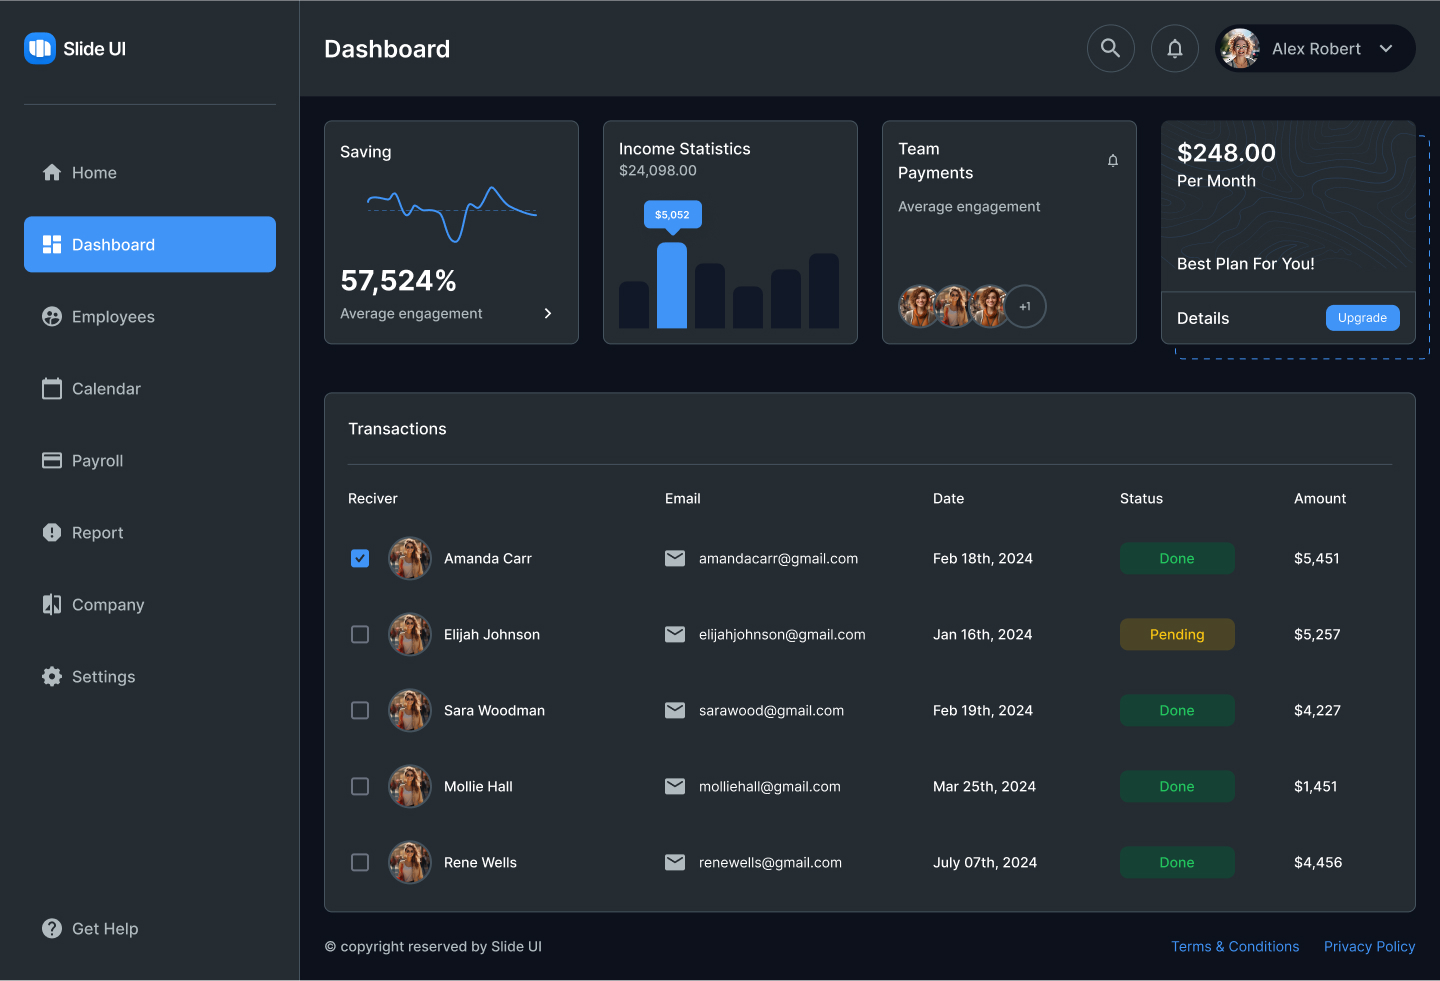 Slide UI
Dashboard
Alex Robert
Home
Dashboard
Employees
Calendar
Payroll
Report
Company
Settings
Get Help
Saving
57,524%
Average engagement
Income Statistics
$24,098.00
$5,052
Team
Payments
Average engagement
+1
$248.00
Per Month
Best Plan For You!
Details
Upgrade
Transactions
Reciver Email Date Status Amount
Amanda Carr amandacarr@gmail.com Feb 18th, 2024 Done $5,451
Elijah Johnson elijahjohnson@gmail.com Jan 16th, 2024 Pending $5,257
Sara Woodman sarawood@gmail.com Feb 19th, 2024 Done $4,227
Mollie Hall molliehall@gmail.com Mar 25th, 2024 Done $1,451
Rene Wells renewells@gmail.com July 07th, 2024 Done $4,456
© copyright reserved by Slide UI
Terms & Conditions Privacy Policy